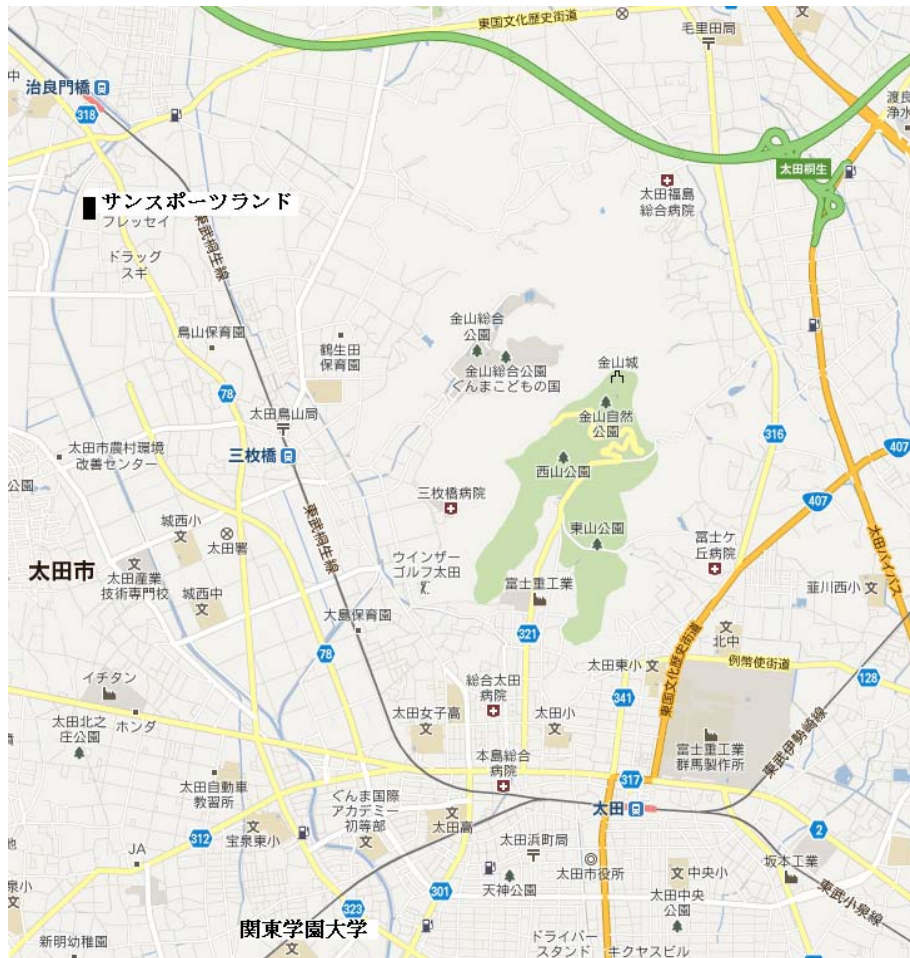 東国文化歴史街道
毛里田局
中
治良門橋
318
渡良
浄水
太田桐生
太田福島
総合病院
サンスポーツランド
フレッセイ
東武桐生線
ドラッグ
スギ
鳥山保育園
鶴生田
保育園
金山総合
公園
金山総合公園
ぐんまこどもの国
金山城
金山自然
公園
78
太田鳥山局
316
407
太田市農村環境
改善センター
公園
三枚橋
西山公園
三枚橋病院
407
城西小
太田署
東武桐生線
東山公園
冨士ケ
丘病院
太田バイパス
太田市
太田産業
技術専門校
城西中
ウインザー
ゴルフ太田
富士重工業
韮川西小
大島保育園
321
北中
78
太田東小
例幣使街道
東国文化歴史街道
イチタン
総合太田
病院
341
128
太田北之
庄公園
ホンダ
太田女子高
太田小
富士重工業
群馬製作所
東武伊勢崎線
本島総合
病院
317
太田自動車
教習所
ぐんま国際
アカデミー
初等部
太田
312
宝泉東小
太田高
太田浜町局
2
JA
太田市役所
中央小
坂本工業
泉小
301
天神公園
太田中央
公園
東武小泉線
323
関東学園大学
新明幼稚園
ドライバー
スタンド
キクヤスビル